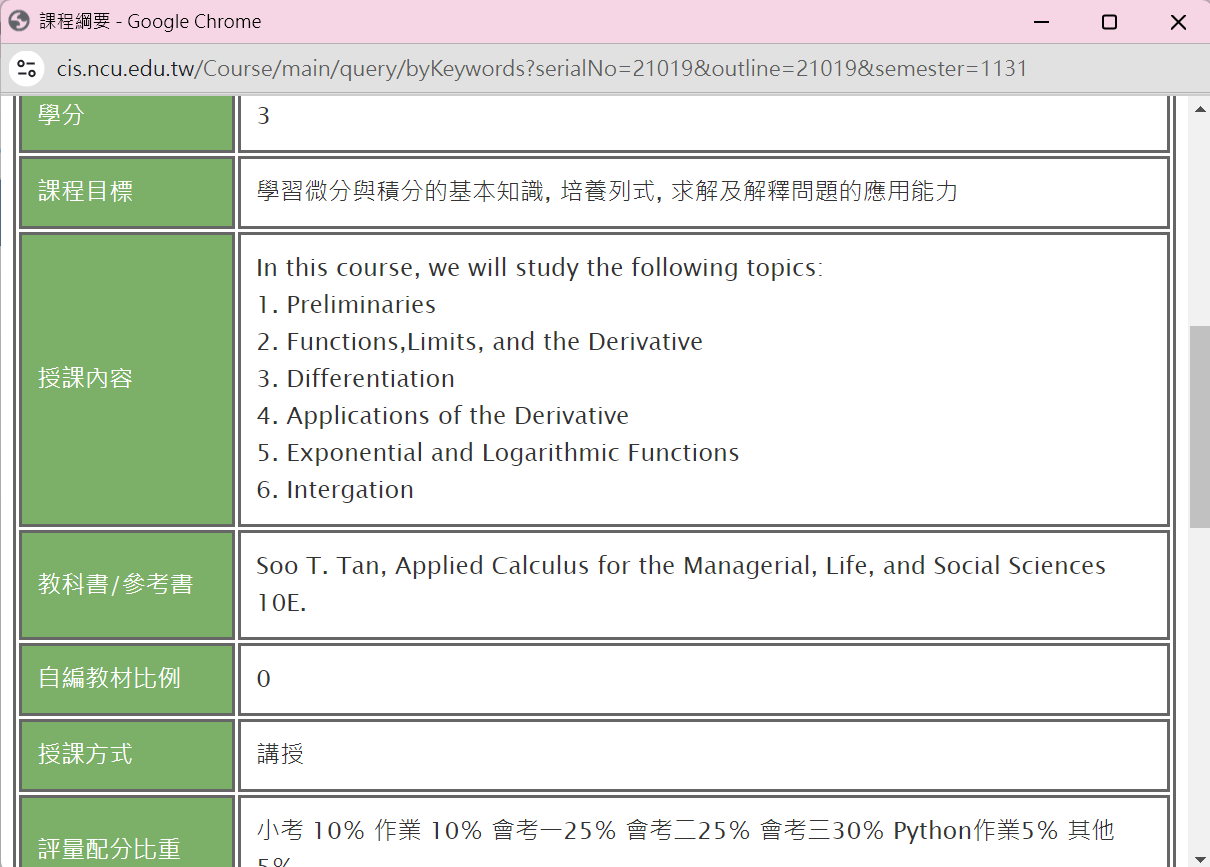 課程綱要 - Google Chrome
cis.ncu.edu.tw/Course/main/query/byKeywords?serialNo=21019&outline=21019&semester=1131
學分
3
課程目標
學習微分與積分的基本知識, 培養列式, 求解及解釋問題的應用能力
授課內容
In this course, we will study the following topics:
1. Preliminaries
2. Functions,Limits, and the Derivative
3. Differentiation
4. Applications of the Derivative
5. Exponential and Logarithmic Functions
6. Intergation
教科書/參考書
Soo T. Tan, Applied Calculus for the Managerial, Life, and Social Sciences
10E.
自編教材比例
0
授課方式
講授
評量配分比重
小考 10% 作業 10% 會考一25% 會考二25% 會考三30% Python作業5% 其他
5%